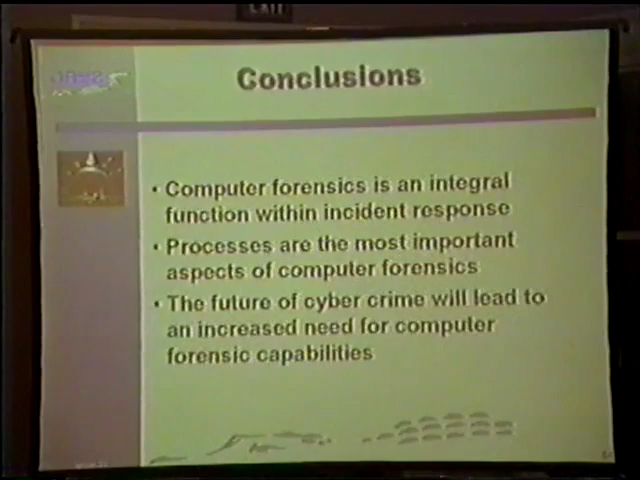 EXIT
Conclusions
• Computer forensics is an integral
function within incident response
• Processes are the most important
aspects of computer forensics
• The future of cyber crime will lead to
an increased need for computer
forensic capabilities